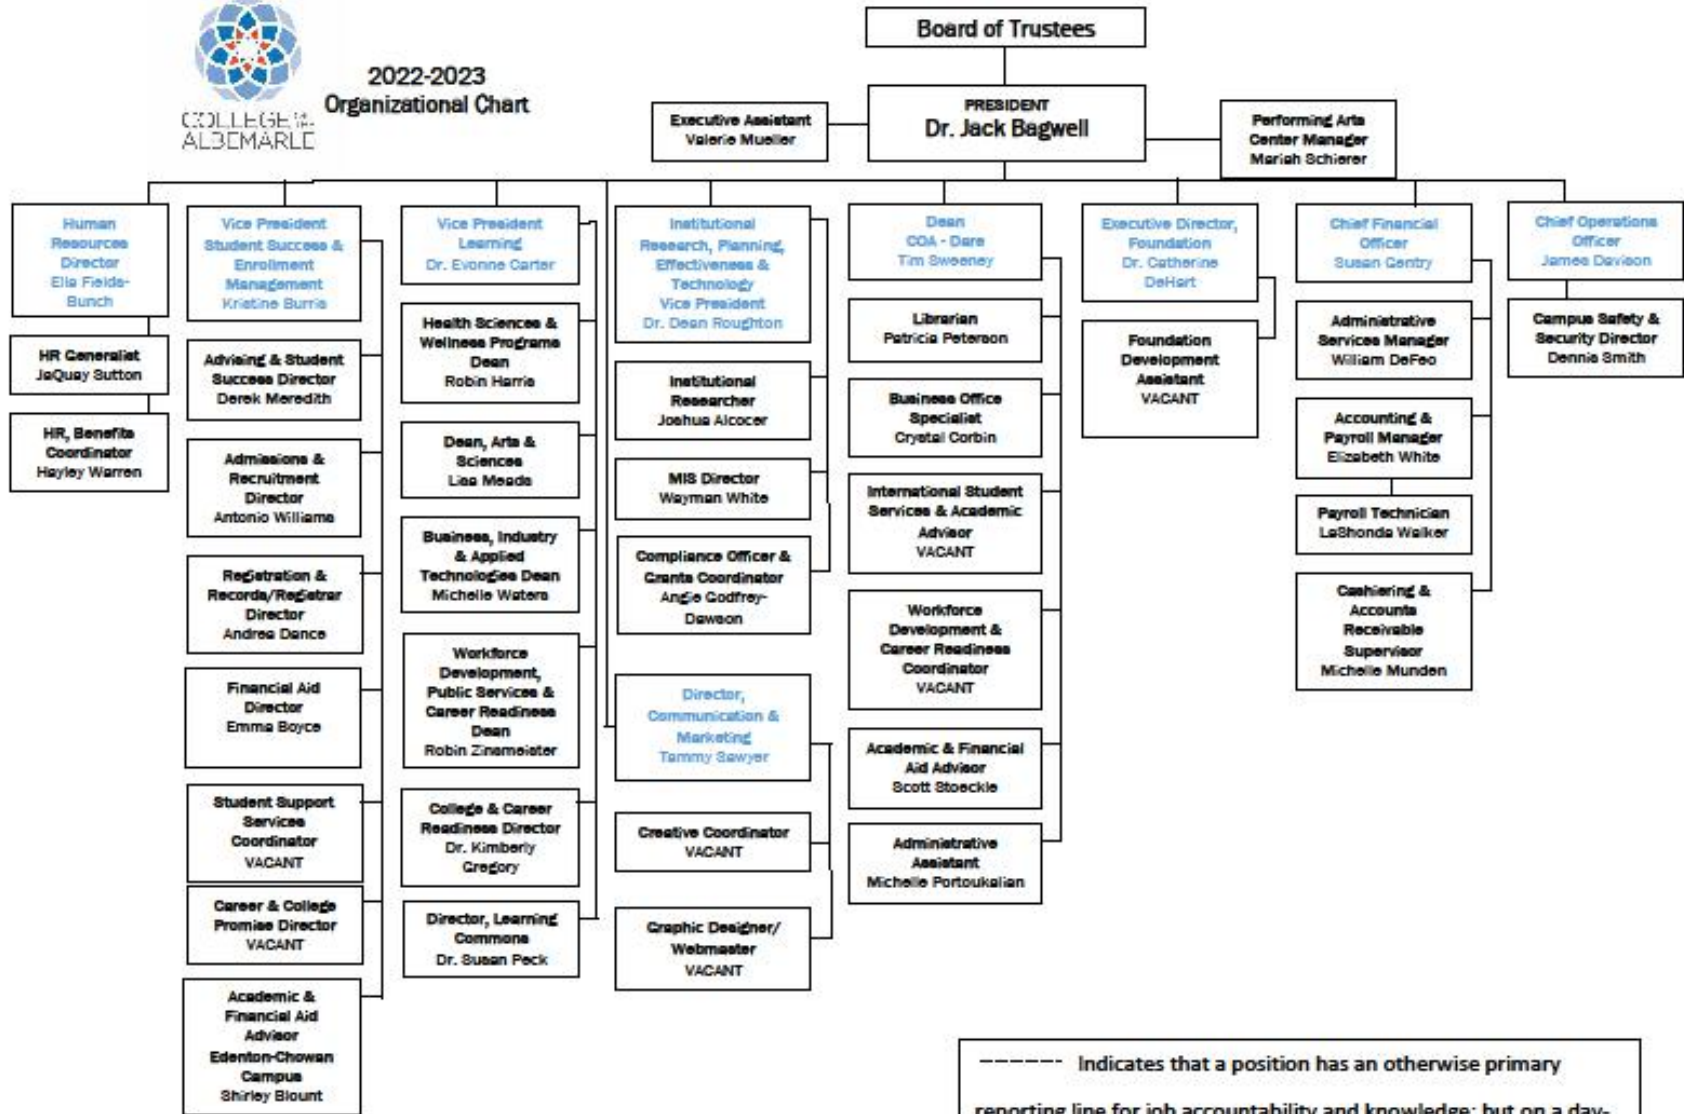 COLLEGE OF THE
ALBEMARLE
2022-2023
Organizational Chart
Board of Trustees
PRESIDENT
Dr. Jack Bagwell
Executive Assistant
Valerie Mueller
Performing Arts
Center Manager
Mariah Schierer
Human
Resources
Director
Ella Fields-
Bunch
HR Generalist
JaQuay Sutton
HR, Benefits
Coordinator
Hayley Warren
Vice President
Student Success &
Enrollment
Management
Kristine Burris
Advising & Student
Success Director
Derek Meredith
Admissions &
Recruitment
Director
Antonio Williams
Registration &
Records/Registrar
Director
Andrea Dance
Financial Aid
Director
Emma Boyce
Student Support
Services
Coordinator
VACANT
Career & College
Promise Director
VACANT
Academic &
Financial Aid
Advisor
Edenton-Chowan
Campus
Shirley Blount
Vice President
Learning
Dr. Evonne Carter
Health Sciences &
Wellness Programs
Dean
Robin Harris
Dean, Arts &
Sciences
Lisa Meads
Business, Industry
& Applied
Technologies Dean
Michelle Waters
Workforce
Development,
Public Services &
Career Readiness
Dean
Robin Zinsmeister
College & Career
Readiness Director
Dr. Kimberly
Gregory
Director, Learning
Commons
Dr. Susan Peck
Institutional
Research, Planning,
Effectiveness &
Technology
Vice President
Dr. Dean Roughton
Institutional
Researcher
Joshua Alcocer
MIS Director
Wayman White
Compliance Officer &
Grants Coordinator
Angie Godfrey-
Dawson
Director,
Communication &
Marketing
Tammy Sawyer
Creative Coordinator
VACANT
Graphic Designer/
Webmaster
VACANT
Dean
COA - Dare
Tim Sweeney
Librarian
Patricia Peterson
Business Office
Specialist
Crystal Corbin
International Student
Services & Academic
Advisor
VACANT
Workforce
Development &
Career Readiness
Coordinator
VACANT
Academic & Financial
Aid Advisor
Scott Stoeckle
Administrative
Assistant
Michelle Portoukalian
Executive Director,
Foundation
Dr. Catherine
DeHart
Foundation
Development
Assistant
VACANT
Chief Financial
Officer
Susan Gentry
Administrative
Services Manager
William DeFeo
Accounting &
Payroll Manager
Elizabeth White
Payroll Technician
LaShonda Walker
Cashiering &
Accounts
Receivable
Supervisor
Michelle Munden
Chief Operations
Officer
James Davison
Campus Safety &
Security Director
Dennis Smith
Indicates that a position has an otherwise primary
reporting line for job accountability and knowledge; but on a day-